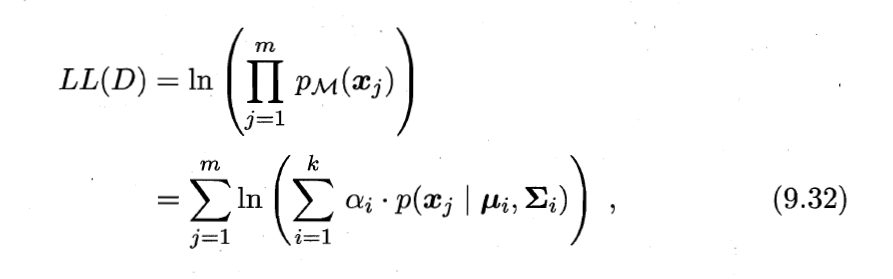 LL(D) = ln ( ∏_{j=1}^{m} p_ℳ(𝒙_j) )
= ∑_{j=1}^{m} ln ( ∑_{i=1}^{k} α_i · p(𝒙_j | 𝝁_i, 𝚺_i) ) , (9.32)